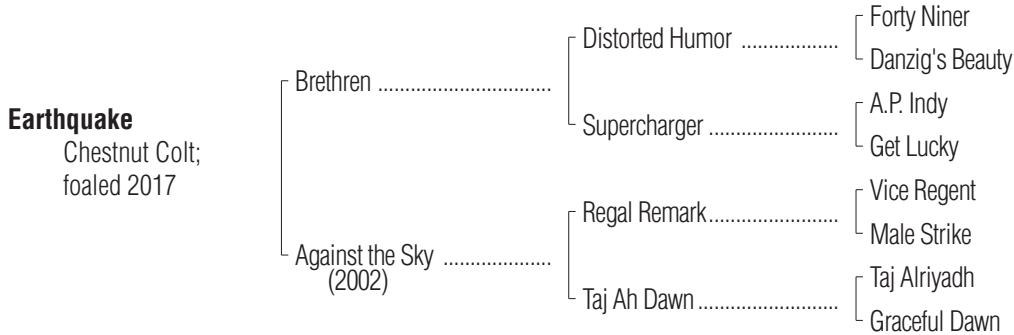 Forty Niner
Distorted Humor ..................
Danzig's Beauty
Brethren ................................
A.P. Indy
Supercharger ........................
Get Lucky
Earthquake
Chestnut Colt;
foaled 2017
Vice Regent
Regal Remark........................
Male Strike
Against the Sky ....................
(2002)
Taj Alriyadh
Taj Ah Dawn..........................
Graceful Dawn